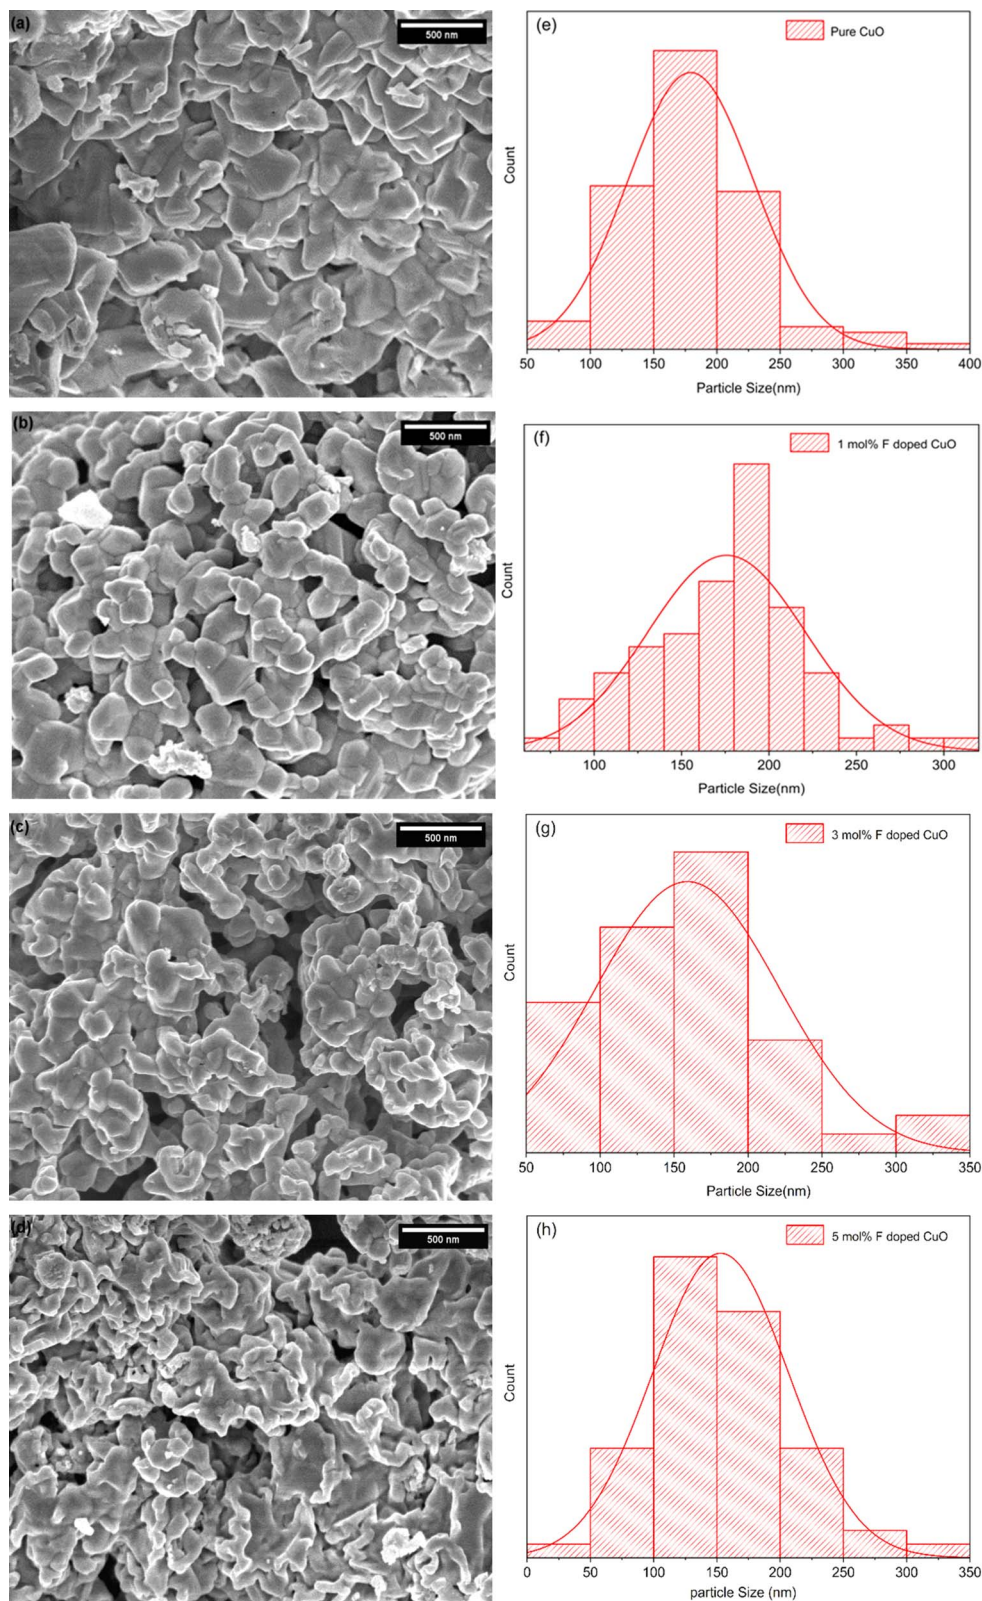 (a)
500 nm
(e)
Pure CuO
Count
50 100 150 200 250 300 350 400
Particle Size(nm)
(b)
500 nm
(f)
1 mol% F doped CuO
Count
100 150 200 250 300
Particle Size(nm)
(c)
500 nm
(g)
3 mol% F doped CuO
Count
50 100 150 200 250 300 350
Particle Size(nm)
(d)
500 nm
(h)
5 mol% F doped CuO
Count
0 50 100 150 200 250 300 350
particle Size (nm)